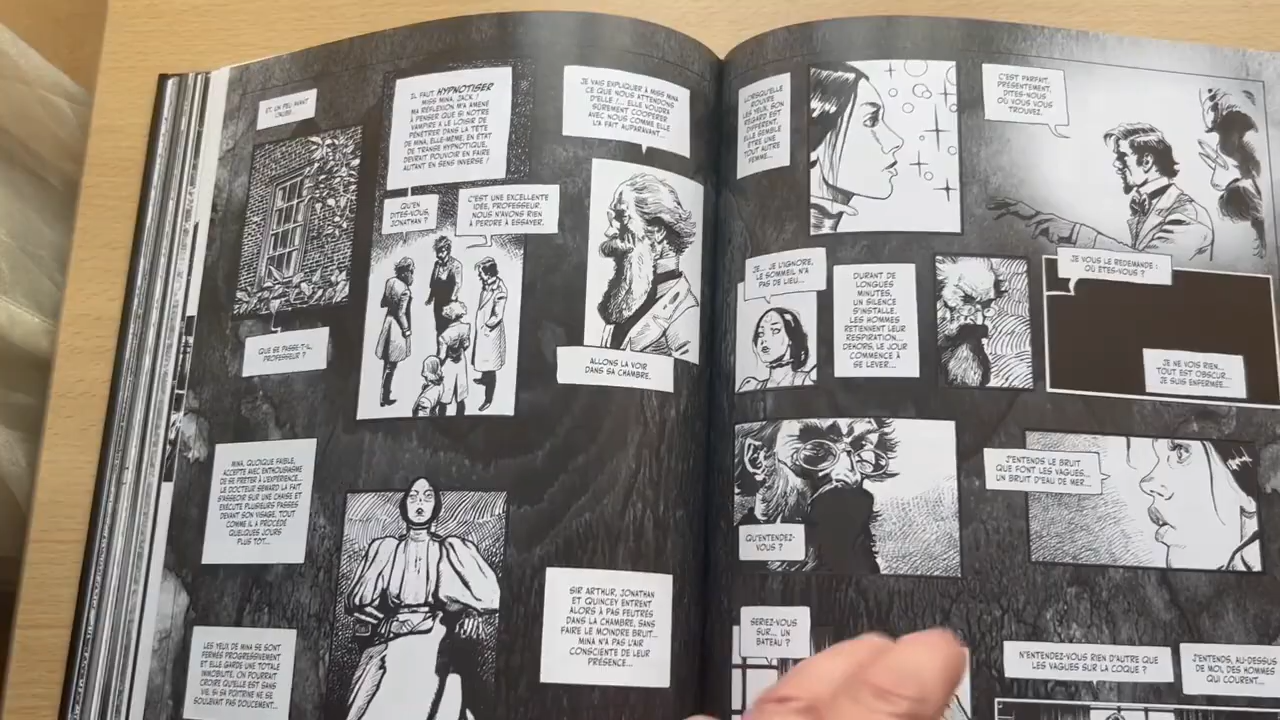 ET, UN PEU AVANT
L'AUBE...
IL FAUT HYPNOTISER
MISS MINA, JACK !
MA RÉFLEXION M'A AMENÉ
À PENSER QUE SI NOTRE
VAMPIRE A LE LOISIR DE
PÉNÉTRER DANS LA TÊTE
DE MINA, ELLE-MÊME, EN ÉTAT
DE TRANSE HYPNOTIQUE,
DEVRAIT POUVOIR EN FAIRE
AUTANT EN SENS INVERSE !
JE VAIS EXPLIQUER À MISS MINA
CE QUE NOUS ATTENDONS
D'ELLE !... ELLE VOUDRA
SÛREMENT COOPÉRER
AVEC NOUS COMME ELLE
L'A FAIT AUPARAVANT...
QU'EN
DITES-VOUS,
JONATHAN ?
C'EST UNE EXCELLENTE
IDÉE, PROFESSEUR.
NOUS N'AVONS RIEN
À PERDRE À ESSAYER.
QUE SE PASSE-T-IL,
PROFESSEUR ?
ALLONS LA VOIR
DANS SA CHAMBRE.
MINA, QUOIQUE FAIBLE,
ACCEPTE AVEC ENTHOUSIASME
DE SE PRÊTER À L'EXPÉRIENCE...
LE DOCTEUR SEWARD LA FAIT
S'ASSEOIR SUR UNE CHAISE ET
EXÉCUTE PLUSIEURS PASSES
DEVANT SON VISAGE, TOUT
COMME IL A PROCÉDÉ
QUELQUES JOURS
PLUS TÔT...
SIR ARTHUR, JONATHAN
ET QUINCEY ENTRENT
ALORS À PAS FEUTRÉS
DANS LA CHAMBRE, SANS
FAIRE LE MOINDRE BRUIT...
MINA N'A PAS L'AIR
CONSCIENTE DE LEUR
PRÉSENCE...
LES YEUX DE MINA SE SONT
FERMÉS PROGRESSIVEMENT
ET ELLE GARDE UNE TOTALE
IMMOBILITÉ. ON POURRAIT
CROIRE QU'ELLE EST SANS
VIE, SI SA POITRINE NE SE
SOULEVAIT PAS DOUCEMENT...
LORSQU'ELLE
ROUVRE
LES YEUX, SON
REGARD EST
DIFFÉRENT,
ELLE SEMBLE
ÊTRE UNE
TOUT AUTRE
FEMME...
C'EST PARFAIT.
PRÉSENTEMENT,
DITES-NOUS
OÙ VOUS VOUS
TROUVEZ.
JE... JE L'IGNORE.
LE SOMMEIL N'A
PAS DE LIEU...
DURANT DE
LONGUES
MINUTES,
UN SILENCE
S'INSTALLE.
LES HOMMES
RETIENNENT LEUR
RESPIRATION...
DEHORS, LE JOUR
COMMENCE À
SE LEVER...
JE VOUS LE REDEMANDE :
OÙ ÊTES-VOUS ?
JE NE VOIS RIEN...
TOUT EST OBSCUR...
JE SUIS ENFERMÉE...
QU'ENTENDEZ-
VOUS ?
J'ENTENDS LE BRUIT
QUE FONT LES VAGUES...
UN BRUIT D'EAU DE MER...
SERIEZ-VOUS
SUR... UN
BATEAU ?
N'ENTENDEZ-VOUS RIEN D'AUTRE QUE
LES VAGUES SUR LA COQUE ?
J'ENTENDS, AU-DESSUS
DE MOI, DES HOMMES
QUI COURENT...